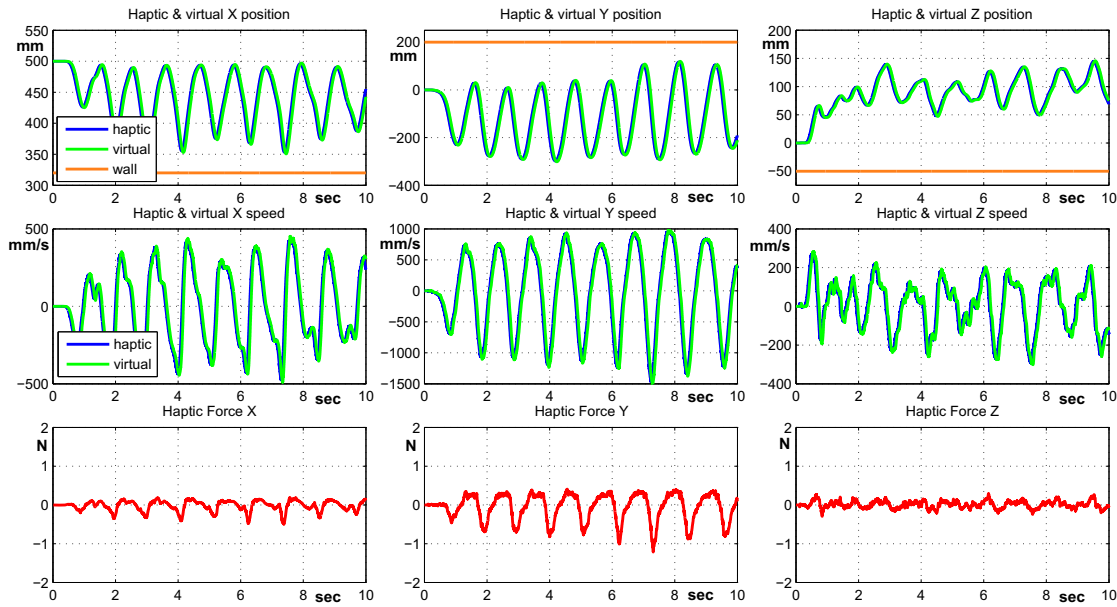 Haptic & virtual X position
550
mm
500
450
400
350
300
haptic
virtual
wall
0 2 4 6 8 sec 10
Haptic & virtual Y position
200
mm
0
−200
−400
0 2 4 6 8 sec 10
Haptic & virtual Z position
200
mm
150
100
50
0
−50
0 2 4 6 8 sec 10
Haptic & virtual X speed
500
mm/s
0
−500
haptic
virtual
0 2 4 6 8 sec 10
Haptic & virtual Y speed
1000
mm/s
500
0
−500
−1000
−1500
0 2 4 6 8 sec 10
Haptic & virtual Z speed
400
mm/s
200
0
−200
−400
0 2 4 6 8 sec 10
Haptic Force X
2
N
1
0
−1
−2
0 2 4 6 8 sec 10
Haptic Force Y
2
N
1
0
−1
−2
0 2 4 6 8 sec 10
Haptic Force Z
2
N
1
0
−1
−2
0 2 4 6 8 sec 10